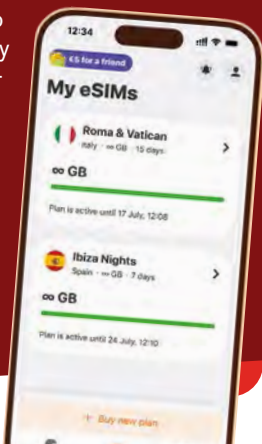 12:34
€5 for a friend
My eSIMs
Roma & Vatican
Italy · ∞ GB · 15 days
∞ GB
Plan is active until 17 July, 12:08
Ibiza Nights
Spain · ∞ GB · 7 days
∞ GB
Plan is active until 24 July, 12:10
+ Buy new plan